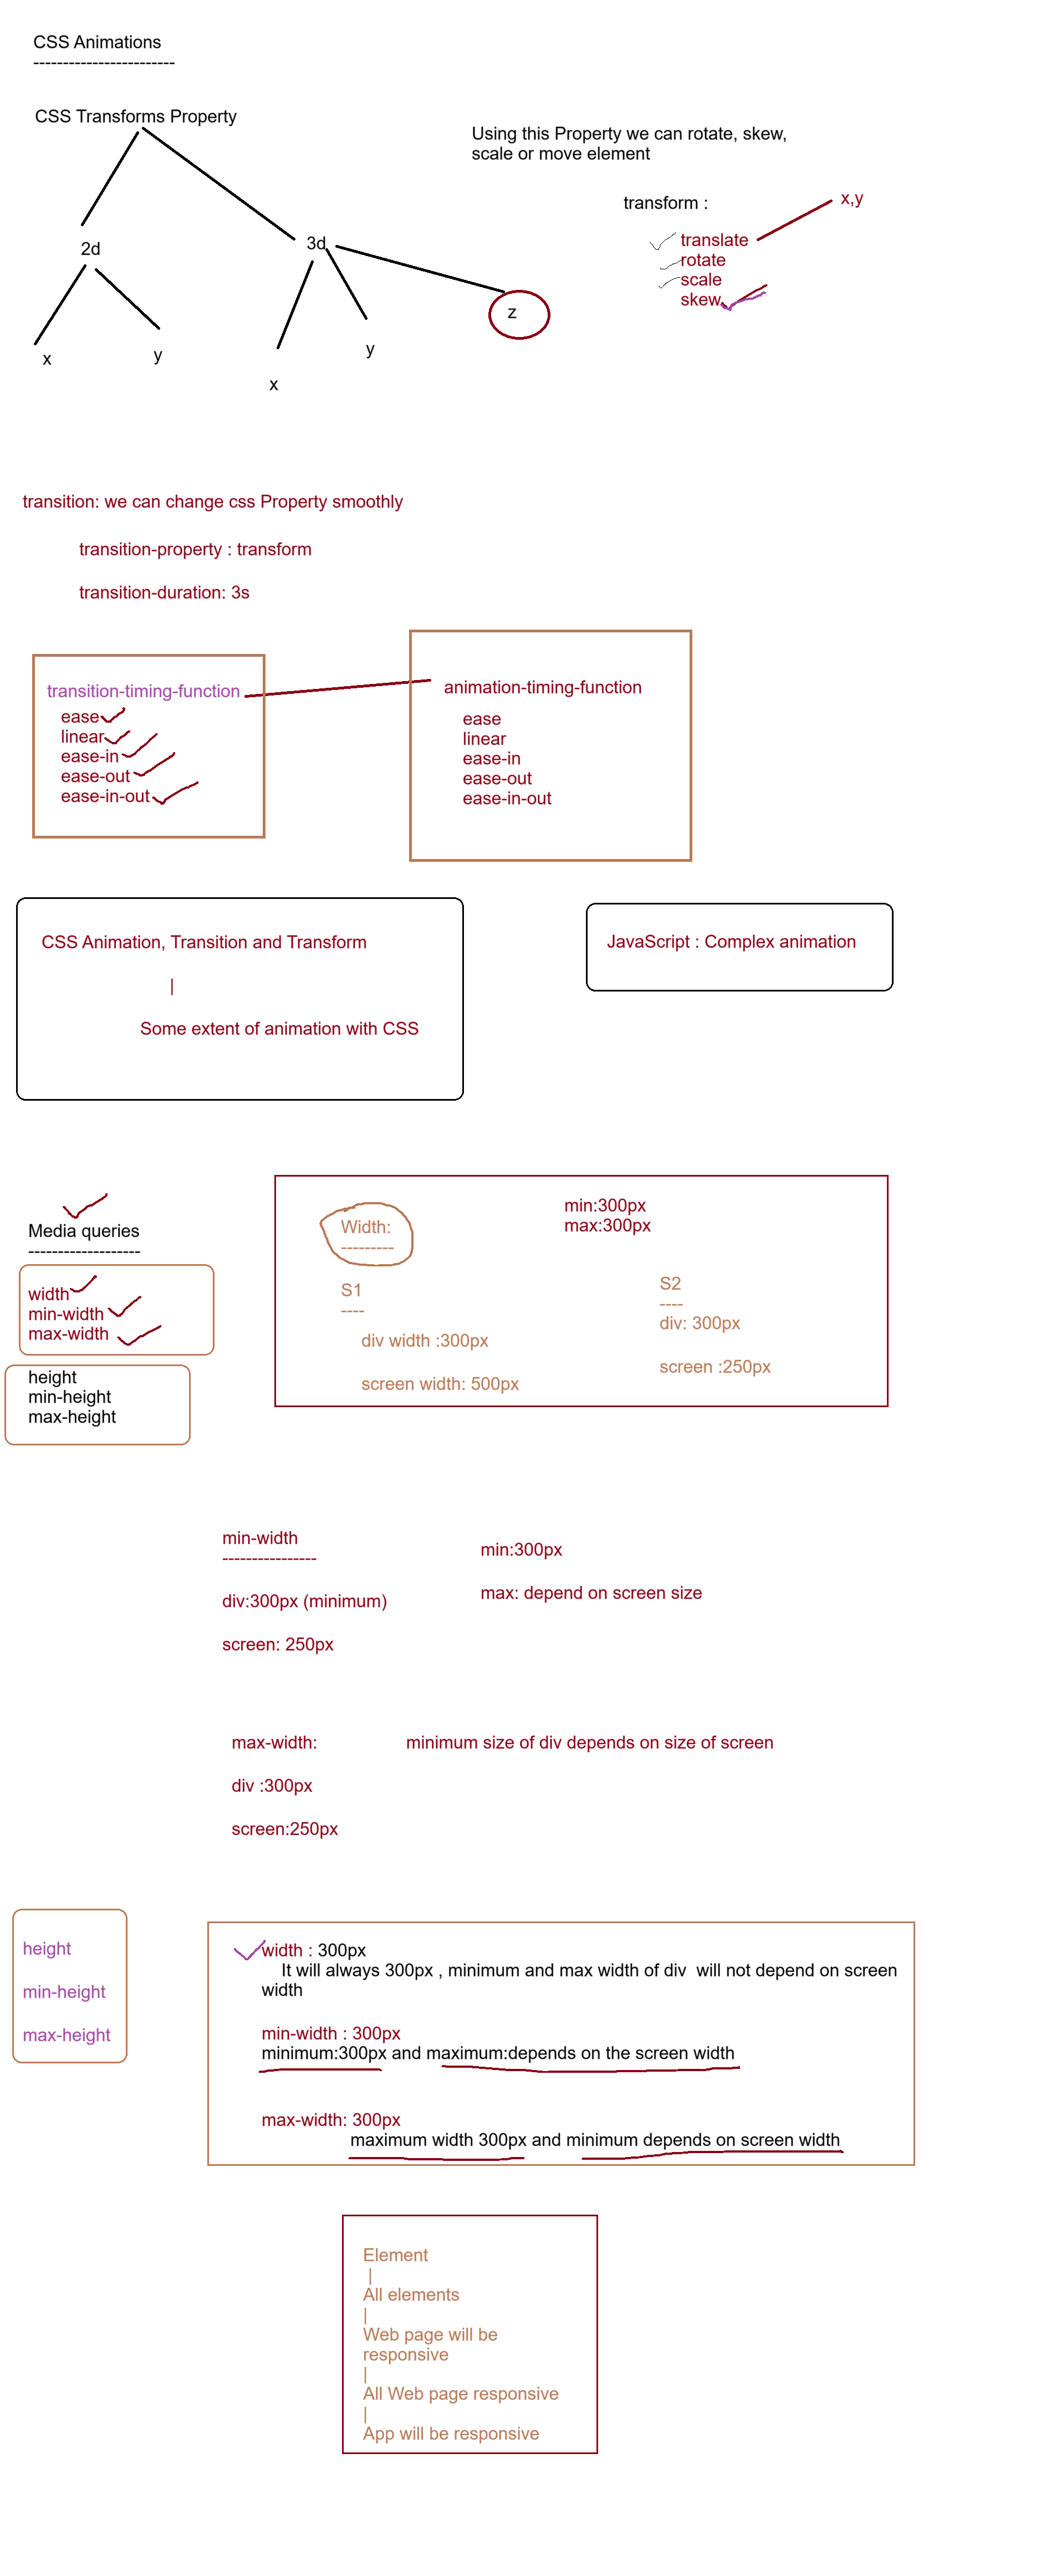 CSS Animations
------------------------
CSS Transforms Property
Using this Property we can rotate, skew,
scale or move element
transform :
x,y
translate
rotate
scale
skew
2d
3d
z
x
y
y
x
transition: we can change css Property smoothly
transition-property : transform
transition-duration: 3s
transition-timing-function
ease
linear
ease-in
ease-out
ease-in-out
animation-timing-function
ease
linear
ease-in
ease-out
ease-in-out
CSS Animation, Transition and Transform
|
Some extent of animation with CSS
JavaScript : Complex animation
Media queries
-------------------
width
min-width
max-width
height
min-height
max-height
Width:
---------
min:300px
max:300px
S1
----
div width :300px
screen width: 500px
S2
----
div: 300px
screen :250px
min-width
----------------
div:300px (minimum)
screen: 250px
min:300px
max: depend on screen size
max-width:
minimum size of div depends on size of screen
div :300px
screen:250px
height
min-height
max-height
width : 300px
It will always 300px , minimum and max width of div will not depend on screen
width
min-width : 300px
minimum:300px and maximum:depends on the screen width
max-width: 300px
maximum width 300px and minimum depends on screen width
Element
|
All elements
|
Web page will be
responsive
|
All Web page responsive
|
App will be responsive